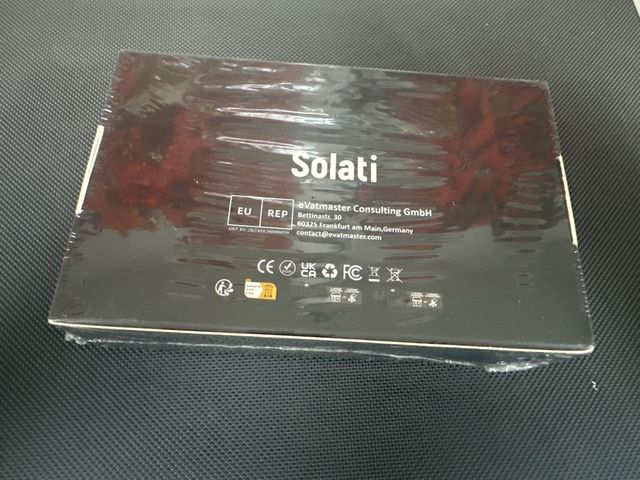 Solati
EU REP
eVatmaster Consulting GmbH
Bettinastr. 30
60325 Frankfurt am Main,Germany
contact@evatmaster.com
CE UK CA FC